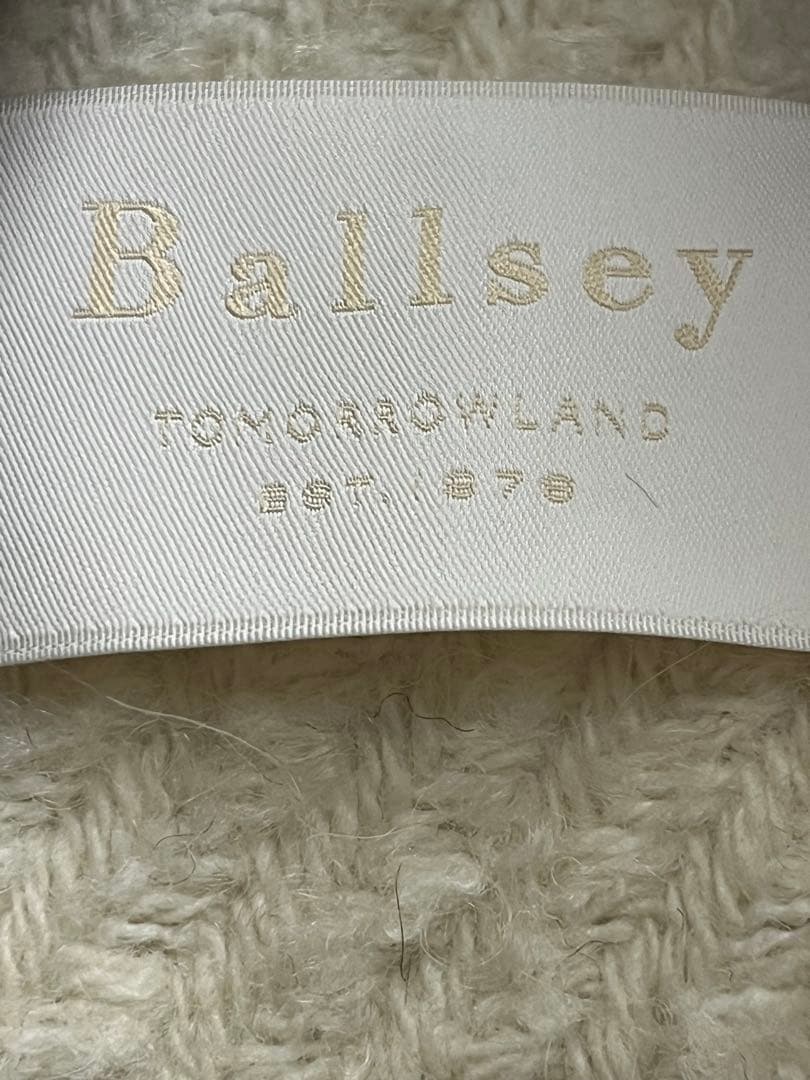 Ballsey
TOMORROWLAND
EST. 1978